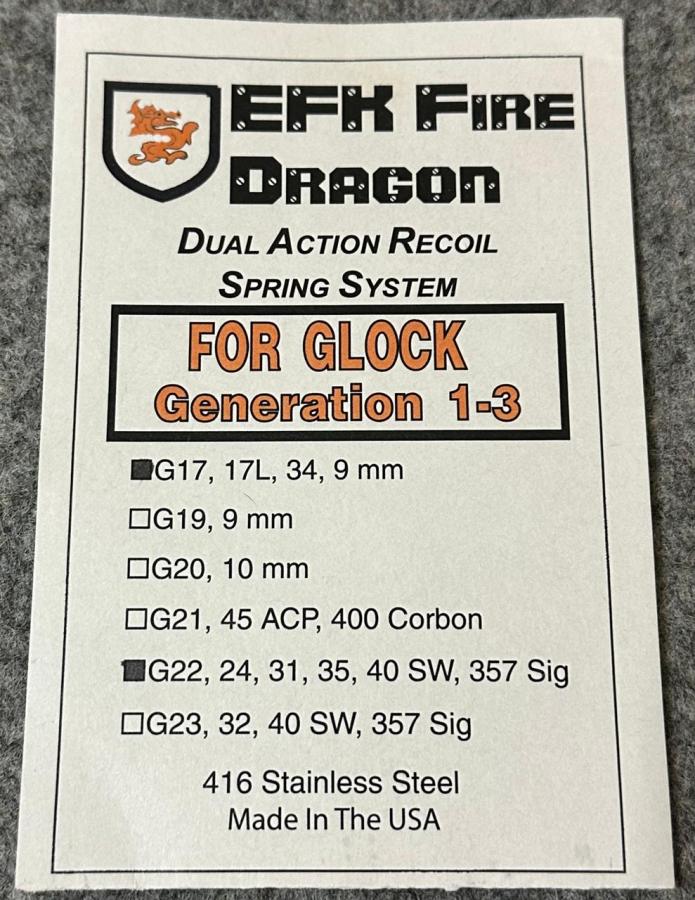 EFK FIRE
DRAGON
DUAL ACTION RECOIL
SPRING SYSTEM
FOR GLOCK
Generation 1-3
■G17, 17L, 34, 9 mm
□G19, 9 mm
□G20, 10 mm
□G21, 45 ACP, 400 Corbon
■G22, 24, 31, 35, 40 SW, 357 Sig
□G23, 32, 40 SW, 357 Sig
416 Stainless Steel
Made In The USA